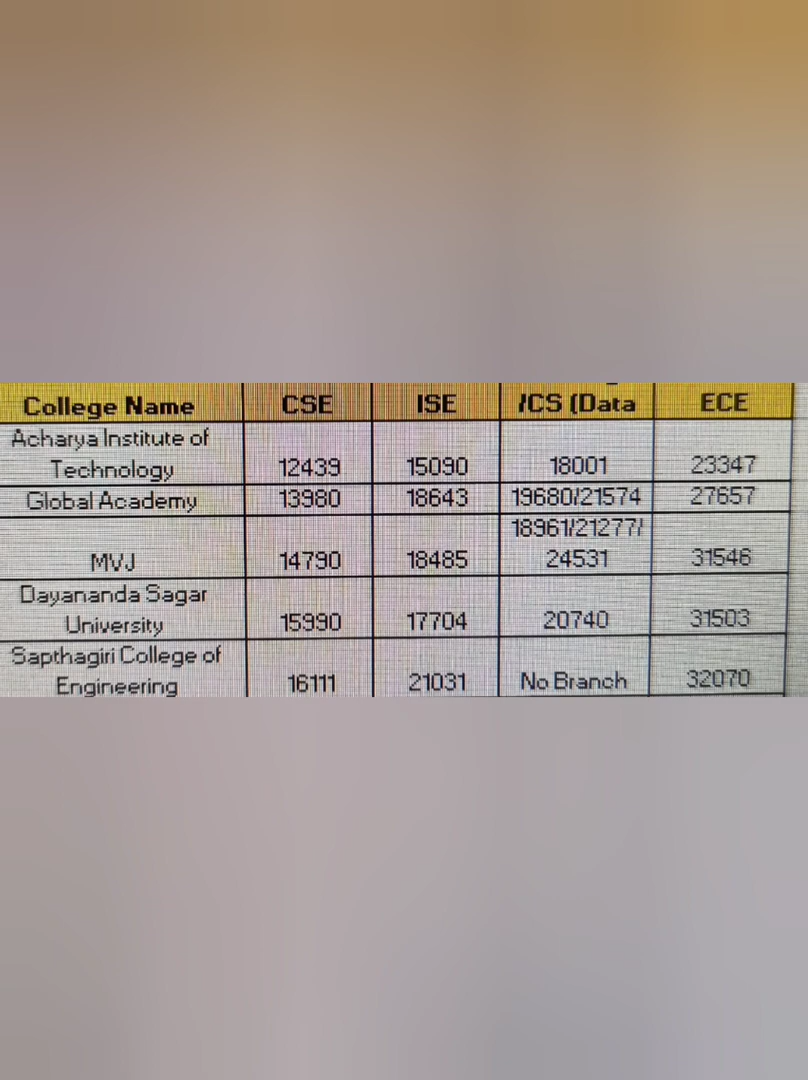 College Name CSE ISE /CS (Data ECE
Acharya Institute of
Technology 12439 15090 18001 23347
Global Academy 13980 18643 19680/21574 27657
18961/21277/
MVJ 14790 18485 24531 31546
Dayananda Sagar
University 15990 17704 20740 31503
Sapthagiri College of
Engineering 16111 21031 No Branch 32070